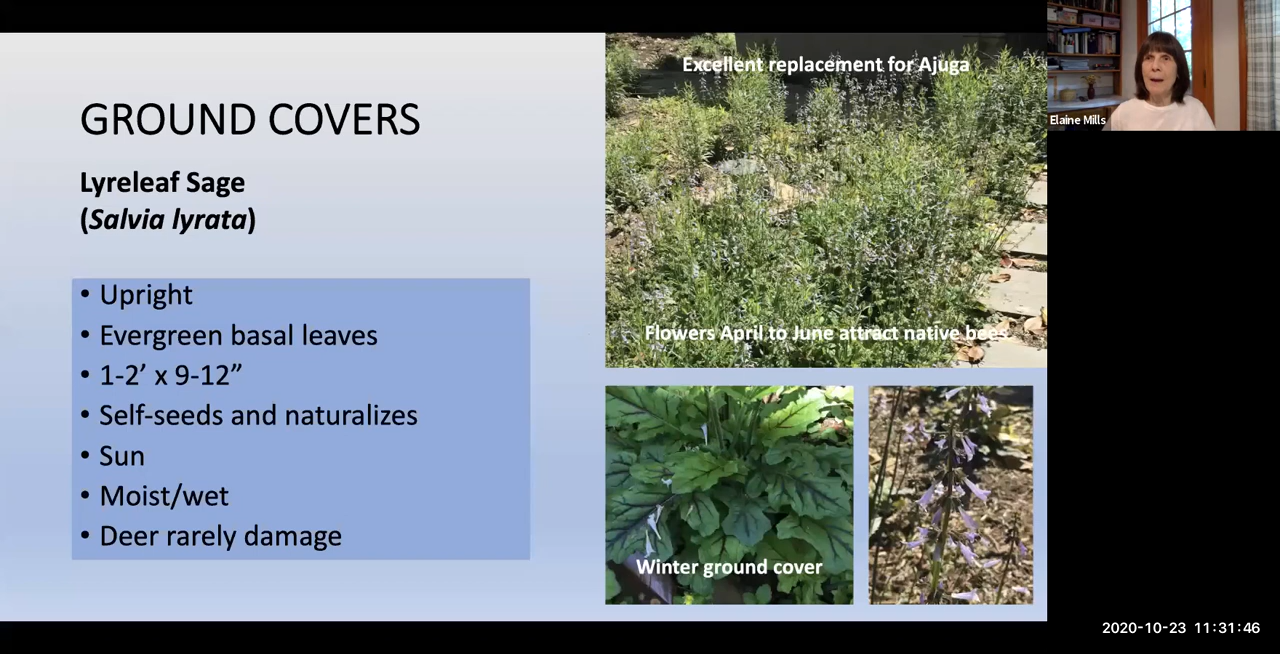 GROUND COVERS
Lyreleaf Sage
(Salvia lyrata)
• Upright
• Evergreen basal leaves
• 1-2’ x 9-12”
• Self-seeds and naturalizes
• Sun
• Moist/wet
• Deer rarely damage
Excellent replacement for Ajuga
Flowers April to June attract native bees
Winter ground cover
Elaine Mills
2020-10-23 11:31:46